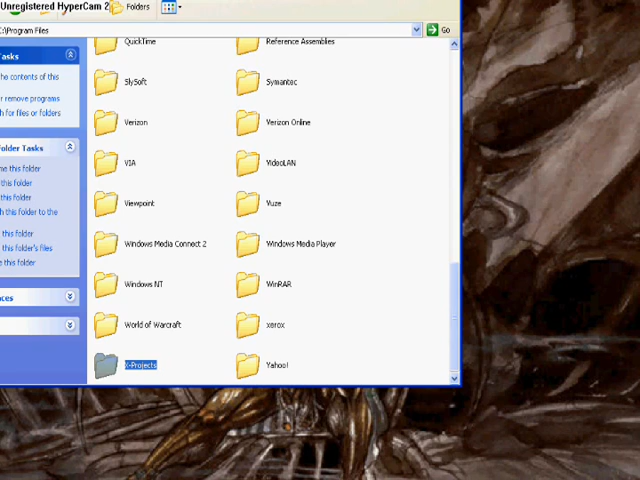 Unregistered HyperCam 2
Folders
C:\Program Files
Go
Tasks
the contents of this
r remove programs
h for files or folders
older Tasks
me this folder
this folder
this folder
h this folder to the
this folder
this folder's files
e this folder
aces
QuickTime
Reference Assemblies
SlySoft
Symantec
Verizon
Verizon Online
VIA
VideoLAN
Viewpoint
Vuze
Windows Media Connect 2
Windows Media Player
Windows NT
WinRAR
World of Warcraft
xerox
X-Projects
Yahoo!